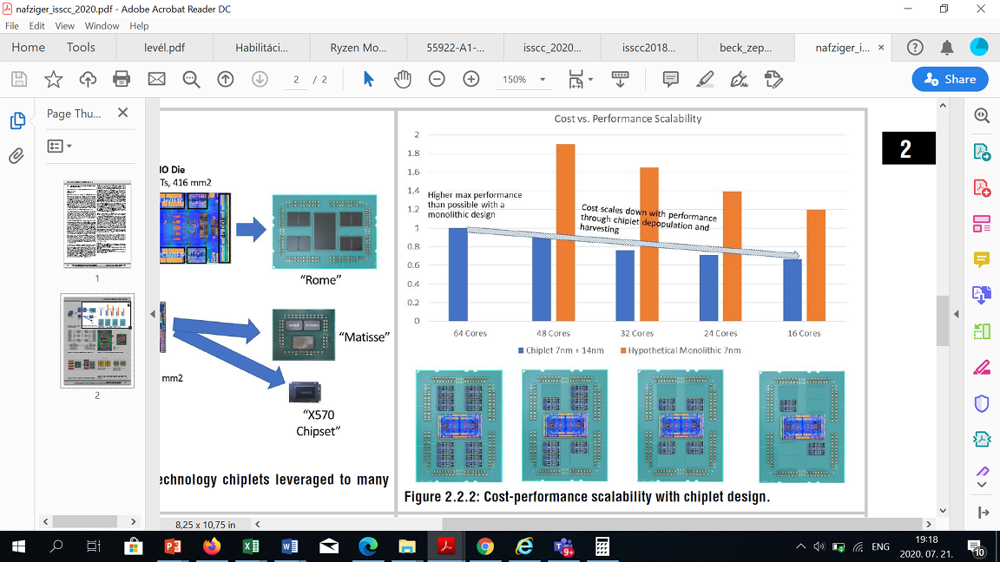 nafziger_isscc_2020.pdf - Adobe Acrobat Reader DC
File Edit View Window Help
Home Tools levél.pdf Habilitáci... Ryzen Mo... 55922-A1-... isscc_2020... isscc2018... beck_zep... nafziger_i...
2 / 2
150%
Share
Page Thu...
1
2
IO Die
Ts, 416 mm2
"Rome"
"Matisse"
mm2
"X570
Chipset"
echnology chiplets leveraged to many
Cost vs. Performance Scalability
2
1.8
1.6
1.4
1.2
1
0.8
0.6
0.4
0.2
0
Higher max performance
than possible with a
monolithic design
Cost scales down with performance
through chiplet depopulation and
harvesting
64 Cores 48 Cores 32 Cores 24 Cores 16 Cores
Chiplet 7nm + 14nm Hypothetical Monolithic 7nm
Figure 2.2.2: Cost-performance scalability with chiplet design.
2
8,25 x 10,75 in
9+
ENG
19:18
2020. 07. 21.
10